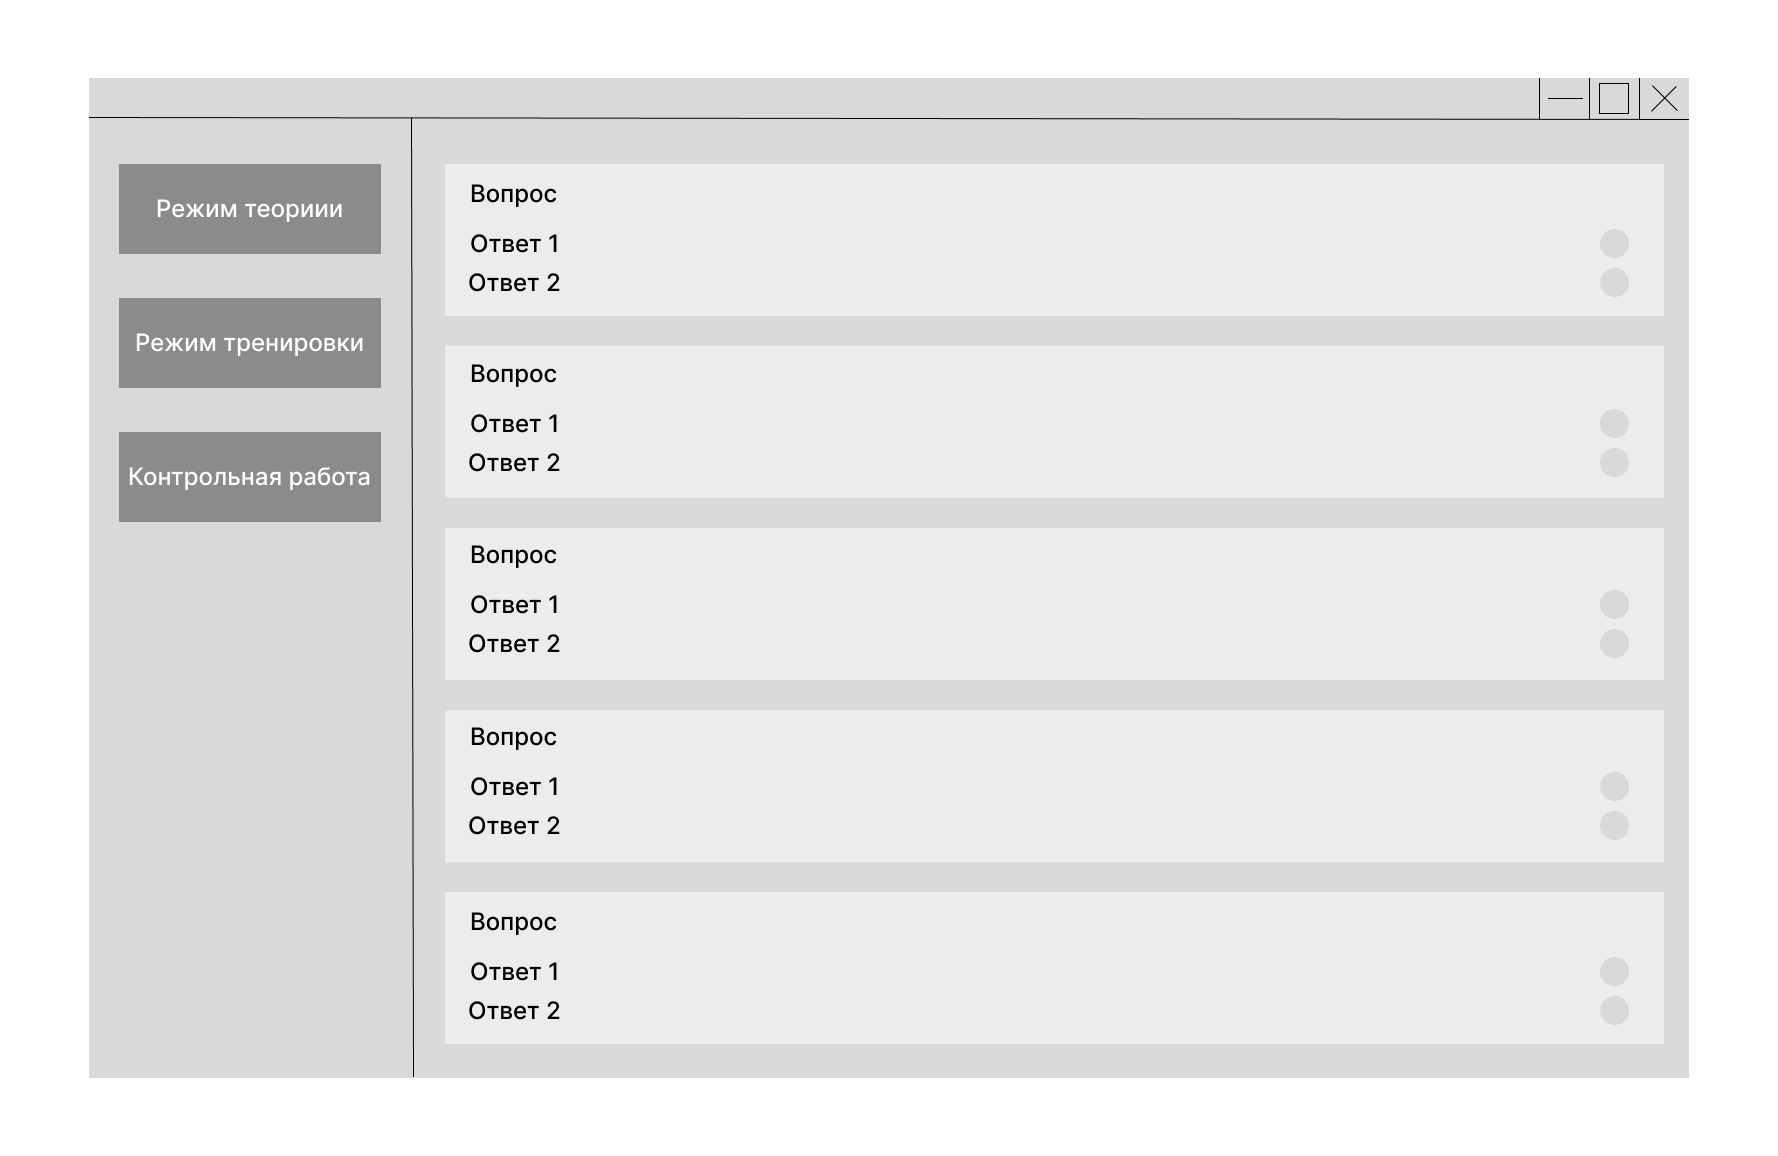 Режим теориии
Режим тренировки
Контрольная работа
Вопрос
Ответ 1
Ответ 2
Вопрос
Ответ 1
Ответ 2
Вопрос
Ответ 1
Ответ 2
Вопрос
Ответ 1
Ответ 2
Вопрос
Ответ 1
Ответ 2